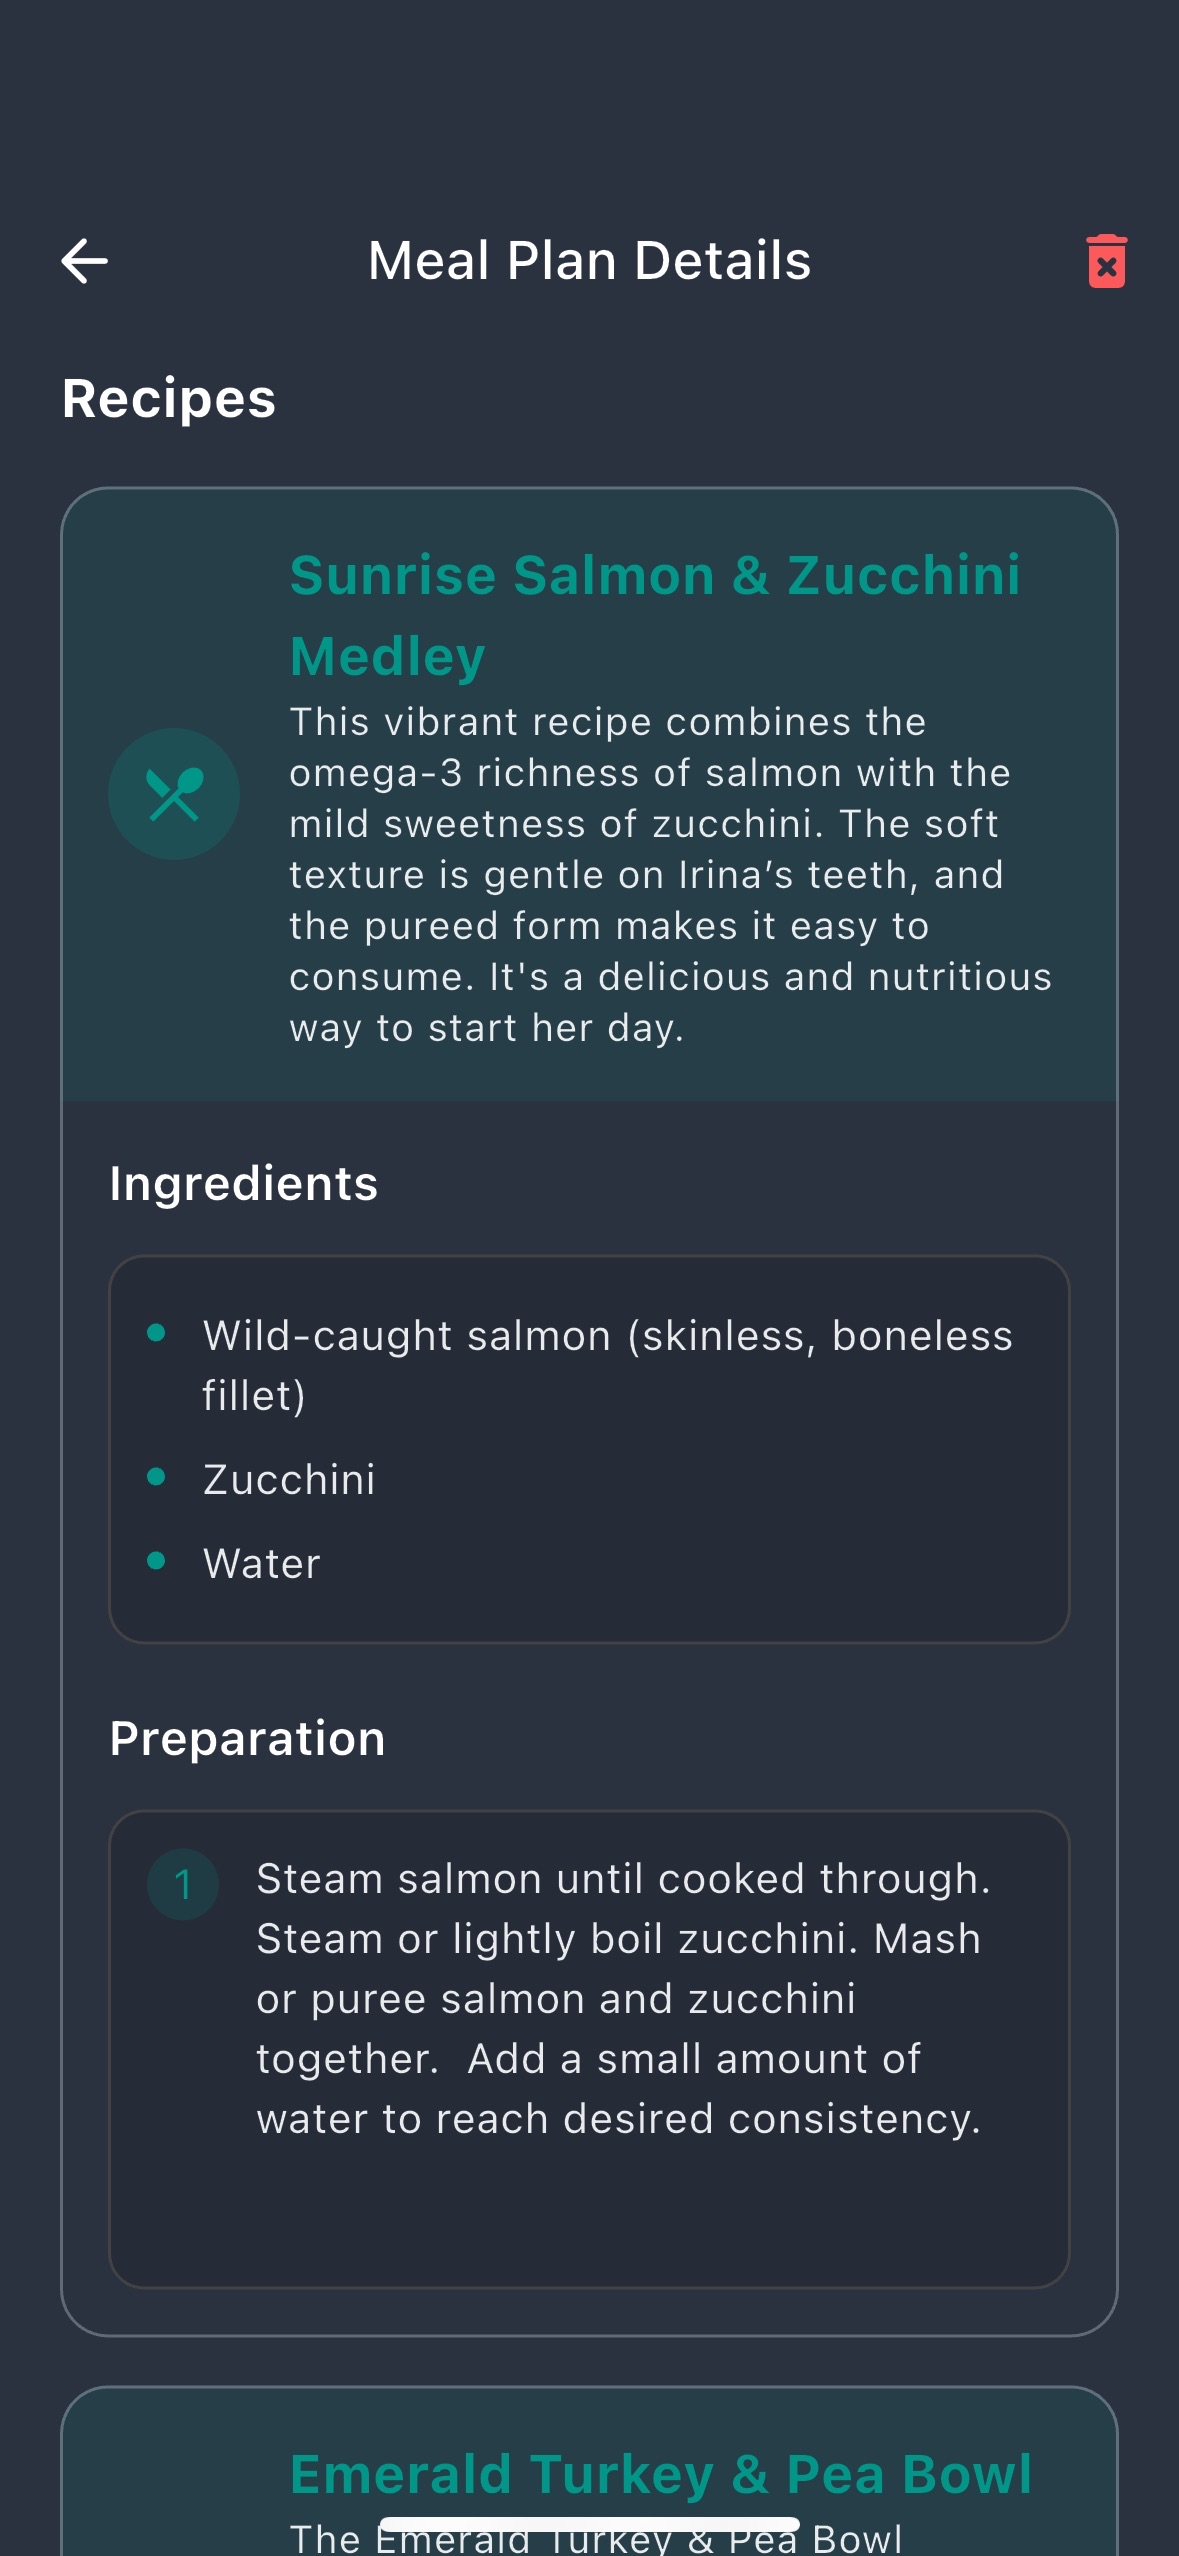 Meal Plan Details
Recipes
Sunrise Salmon & Zucchini
Medley
This vibrant recipe combines the
omega-3 richness of salmon with the
mild sweetness of zucchini. The soft
texture is gentle on Irina’s teeth, and
the pureed form makes it easy to
consume. It's a delicious and nutritious
way to start her day.
Ingredients
Wild-caught salmon (skinless, boneless
fillet)
Zucchini
Water
Preparation
1
Steam salmon until cooked through.
Steam or lightly boil zucchini. Mash
or puree salmon and zucchini
together.  Add a small amount of
water to reach desired consistency.
Emerald Turkey & Pea Bowl
The Emerald Turkey & Pea Bowl